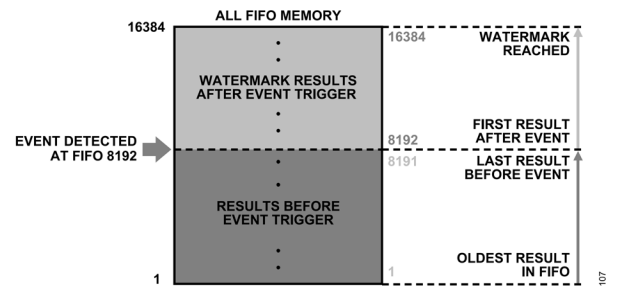 ALL FIFO MEMORY
16384
16384
WATERMARK
REACHED
WATERMARK RESULTS
AFTER EVENT TRIGGER
FIRST RESULT
AFTER EVENT
8192
EVENT DETECTED
AT FIFO 8192
8191
LAST RESULT
BEFORE EVENT
RESULTS BEFORE
EVENT TRIGGER
OLDEST RESULT
IN FIFO
1
1
107